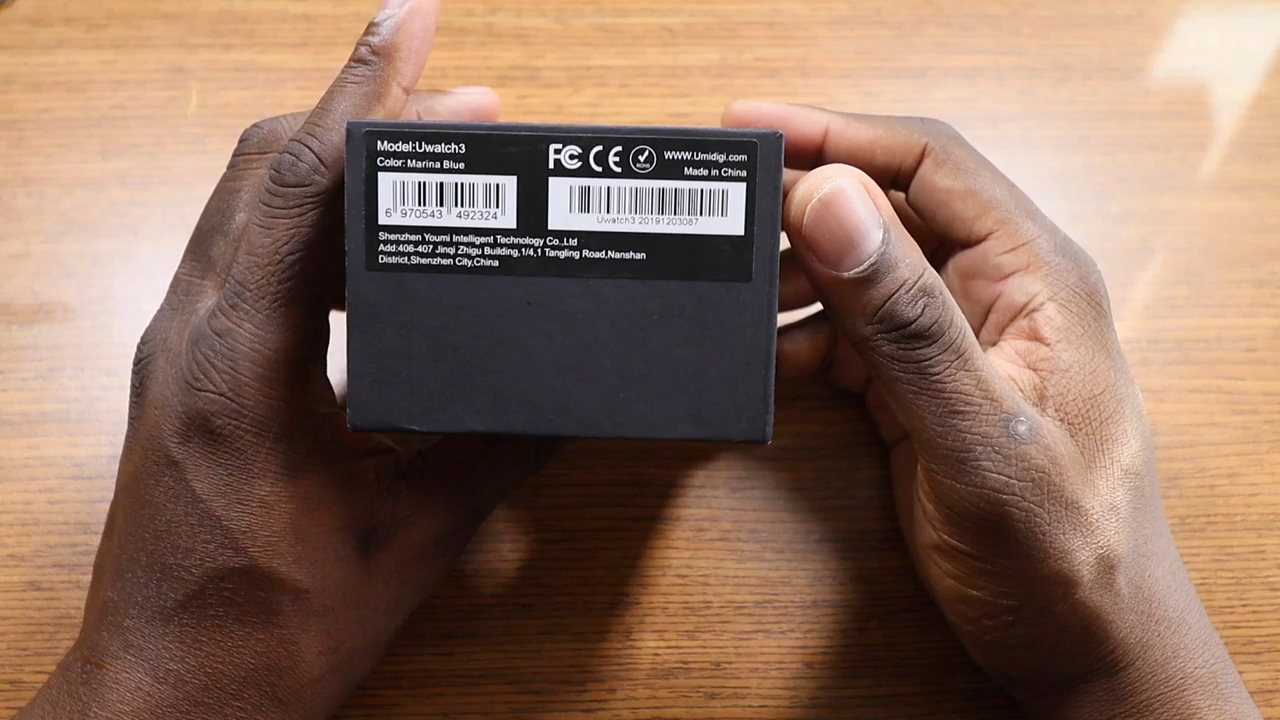 Model:Uwatch3
Color: Marina Blue
FC CE RoHS
WWW.Umidigi.com
Made in China
6 970543 492324
Uwatch3 20191203087
Shenzhen Youmi Intelligent Technology Co.,Ltd
Add:406-407 Jinqi Zhigu Building,1/4,1 Tangling Road,Nanshan
District,Shenzhen City,China